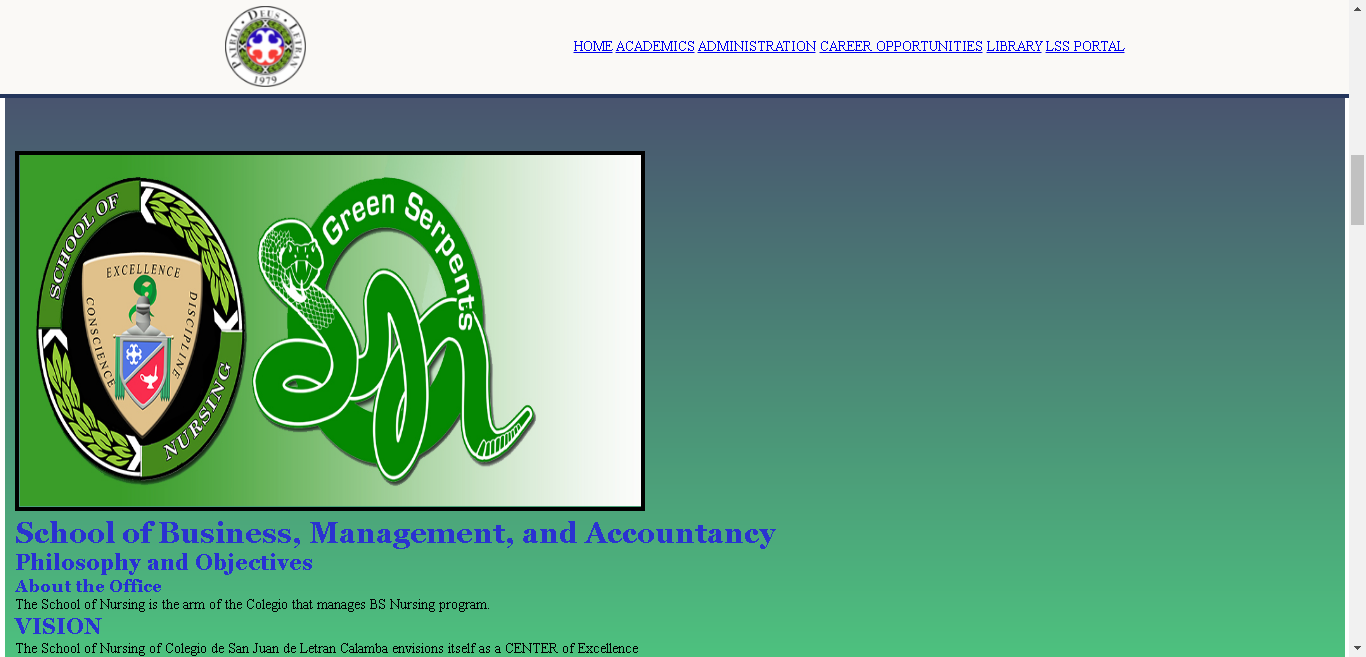 PATRIA • DEUS • LETRAN
1979
HOME ACADEMICS ADMINISTRATION CAREER OPPORTUNITIES LIBRARY LSS PORTAL
SCHOOL OF
NURSING
EXCELLENCE
CONSCIENCE
DISCIPLINE
Green Serpents
SN
School of Business, Management, and Accountancy
Philosophy and Objectives
About the Office
The School of Nursing is the arm of the Colegio that manages BS Nursing program.
VISION
The School of Nursing of Colegio de San Juan de Letran Calamba envisions itself as a CENTER of Excellence